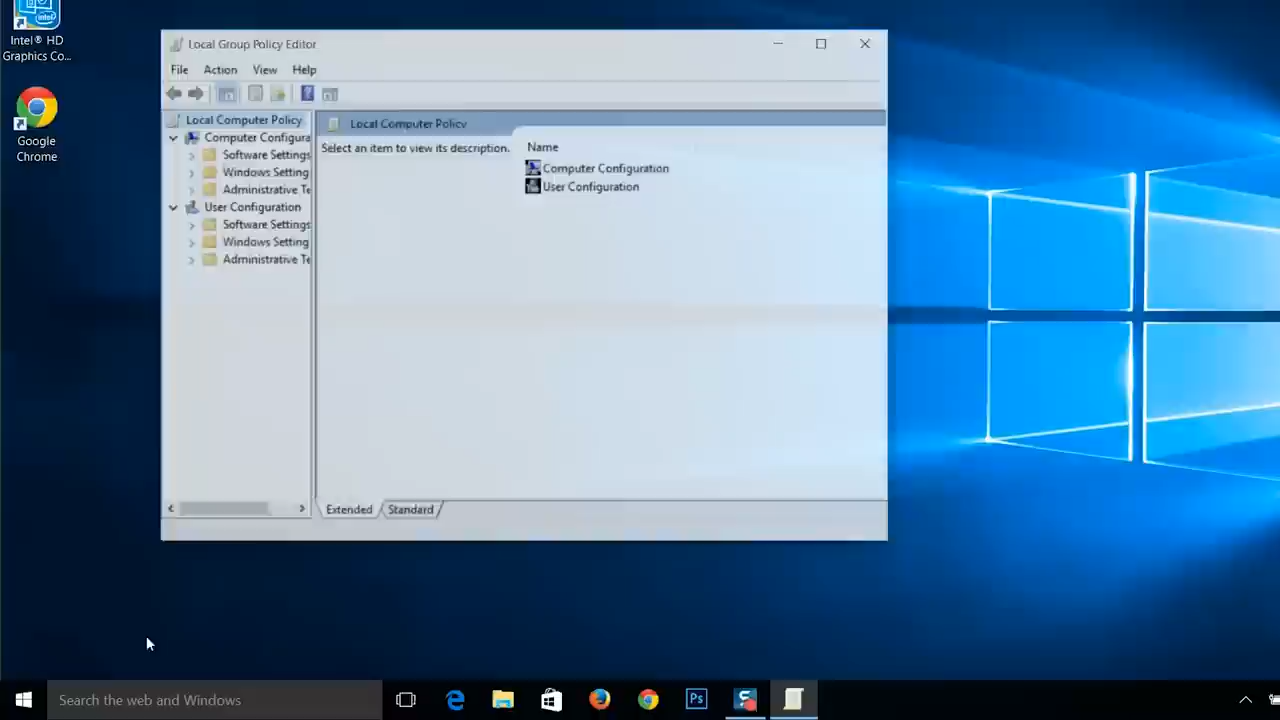 intel
Intel® HD
Graphics Co...
Google
Chrome
Local Group Policy Editor
File Action View Help
Local Computer Policy
Computer Configura
Software Settings
Windows Setting
Administrative Te
User Configuration
Software Settings
Windows Setting
Administrative Te
Local Computer Policy
Select an item to view its description.
Name
Computer Configuration
User Configuration
Extended Standard
Search the web and Windows
Ps